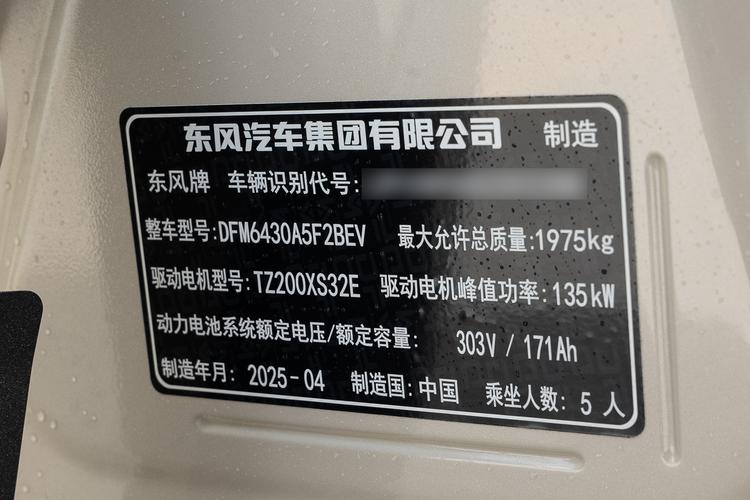 东风汽车集团有限公司 制造
东风牌 车辆识别代号:
整车型号:DFM6430A5F2BEV 最大允许总质量:1975kg
驱动电机型号:TZ200XS32E 驱动电机峰值功率:135kW
动力电池系统额定电压/额定容量: 303V / 171Ah
制造年月: 2025-04 制造国:中国 乘坐人数: 5 人